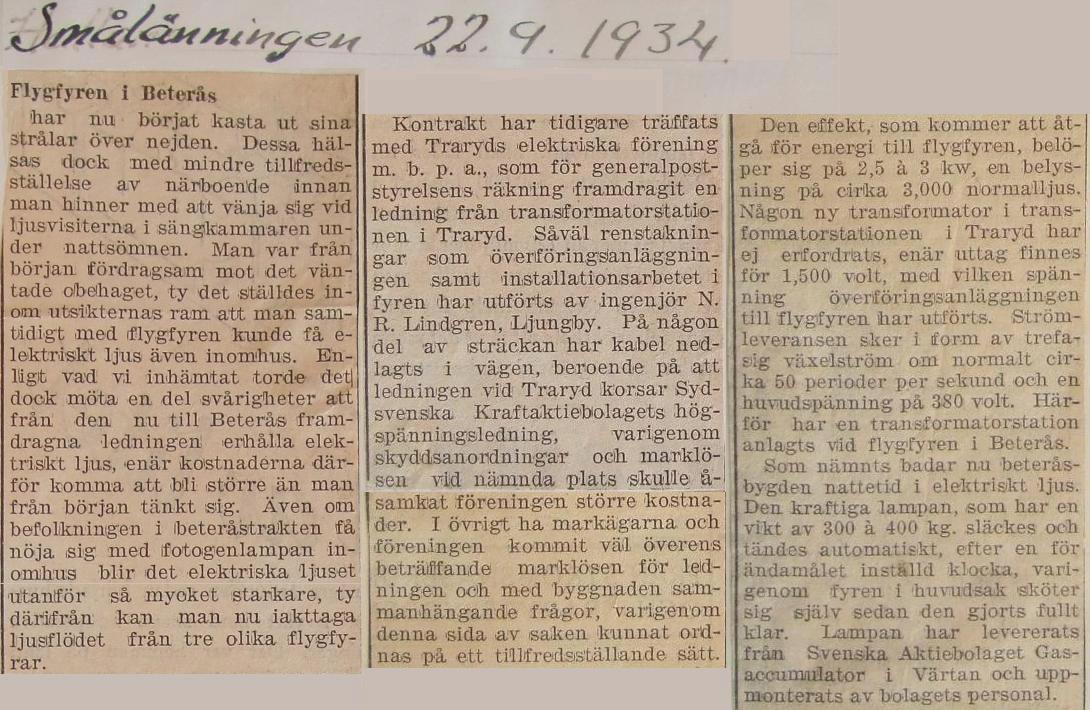 Smålänningen 22.9.1934.
Flygfyren i Beterås
har nu börjat kasta ut sina
strålar över nejden. Dessa häl-
sas dock med mindre tillfreds-
ställelse av närboende innan
man hinner med att vänja sig vid
ljusvisiterna i sängkammaren un-
der nattsömnen. Man var från
början fördragsam mot det vän-
tade obehaget, ty det ställdes in-
om utsikternas ram att man sam-
tidigt med flygfyren kunde få e-
lektriskt ljus även inomhus. En-
ligt vad vi inhämtat torde det
dock möta en del svårigheter att
från den nu till Beterås fram-
dragna ledningen erhålla elek-
triskt ljus, enär kostnaderna där-
för komma att bli större än man
från början tänkt sig. Även om
befolkningen i beteråstrakten få
nöja sig med fotogenlampan in-
omhus blir det elektriska ljuset
utanför så mycket starkare, ty
därifrån kan man nu iakttaga
ljusflödet från tre olika flygfy-
rar.
Kontrakt har tidigare träffats
med Traryds elektriska förening
m. b. p. a., som för generalpost-
styrelsens räkning framdragit en
ledning från transformatorstatio-
nen i Traryd. Såväl renstaknin-
gar som överföringsanläggnin-
gen samt installationsarbetet i
fyren har utförts av ingenjör N.
R. Lindgren, Ljungby. På någon
del av sträckan har kabel ned-
lagts i vägen, beroende på att
ledningen vid Traryd korsar Syd-
svenska Kraftaktiebolagets hög-
spänningsledning, varigenom
skyddsanordningar och marklö-
sen vid nämnda plats skulle å-
samkat föreningen större kostna-
der. I övrigt ha markägarna och
föreningen kommit väl överens
beträffande marklösen för led-
ningen och med byggnaden sam-
manhängande frågor, varigenom
denna sida av saken kunnat ord-
nas på ett tillfredsställande sätt.
Den effekt, som kommer att åt-
gå för energi till flygfyren, belö-
per sig på 2,5 à 3 kw, en belys-
ning på cirka 3,000 normalljus.
Någon ny transformator i trans-
formatorstationen i Traryd har
ej erfordrats, enär uttag finnes
för 1,500 volt, med vilken spän-
ning överföringsanläggningen
till flygfyren har utförts. Ström-
leveransen sker i form av trefa-
sig växelström om normalt cir-
ka 50 perioder per sekund och en
huvudspänning på 380 volt. Här-
för har en transformatorstation
anlagts vid flygfyren i Beterås.
Som nämnts badar nu beterås-
bygden nattetid i elektriskt ljus.
Den kraftiga lampan, som har en
vikt av 300 à 400 kg. släckes och
tändes automatiskt, efter en för
ändamålet inställd klocka, vari-
genom fyren i huvudsak sköter
sig själv sedan den gjorts fullt
klar. Lampan har levererats
från Svenska Aktiebolaget Gas-
accumulator i Värtan och upp-
monterats av bolagets personal.